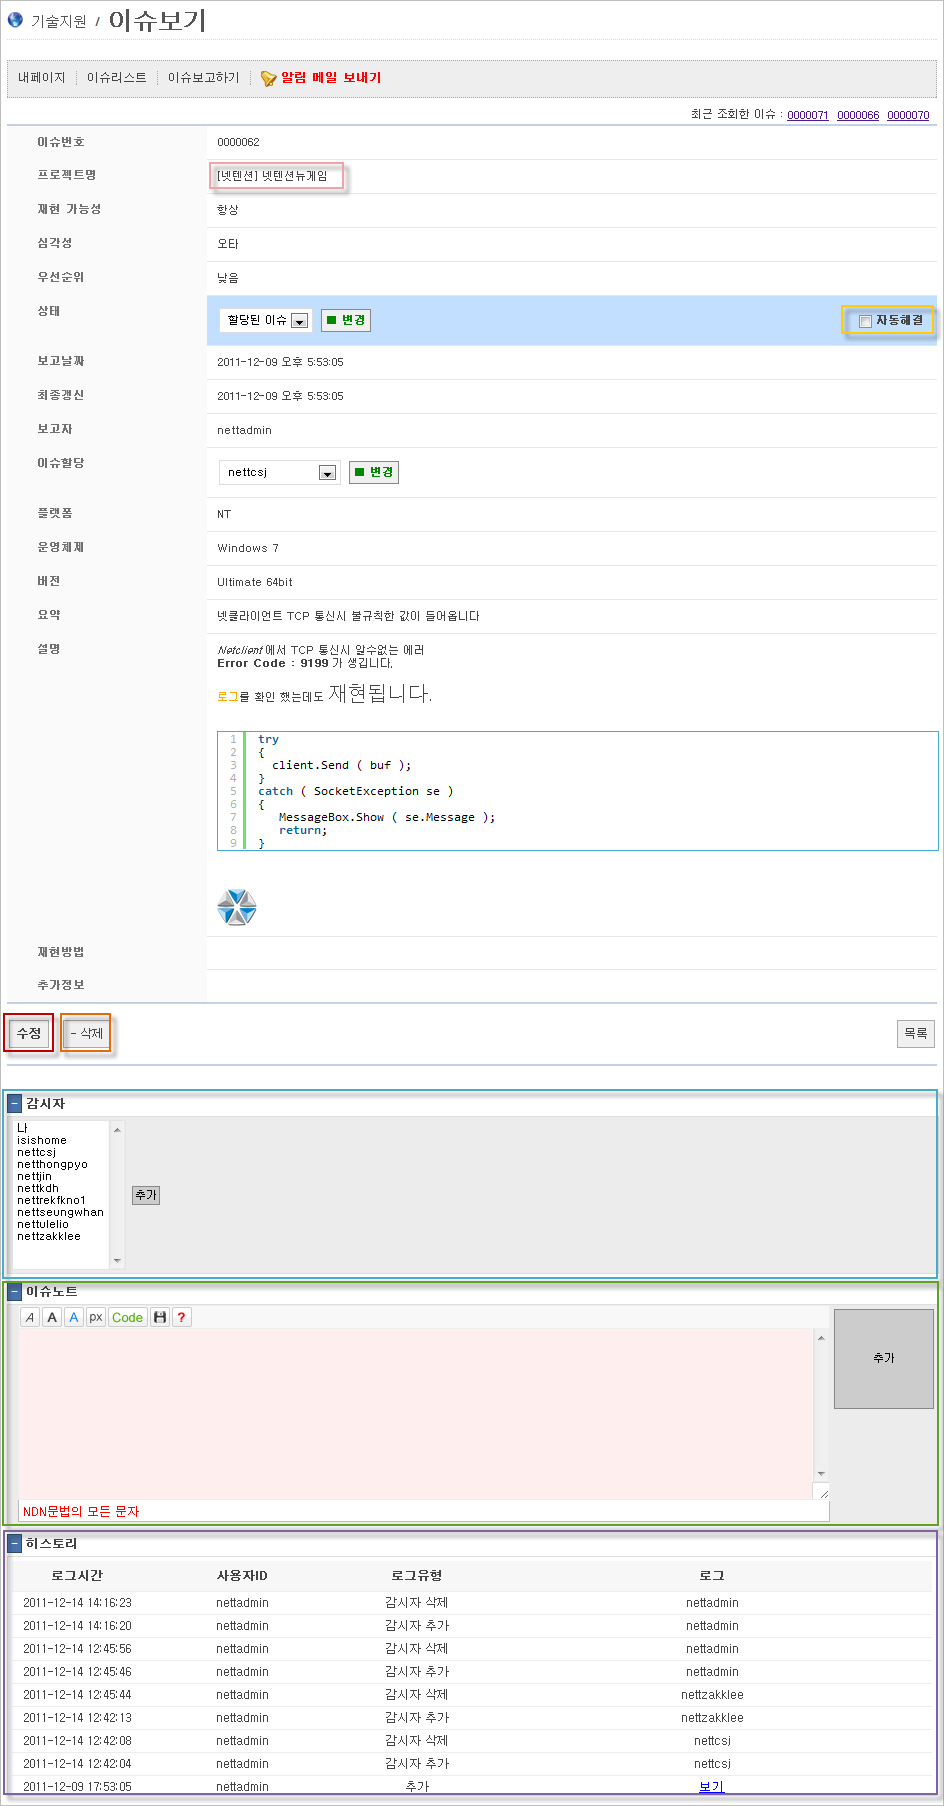 기술지원 / 이슈보기
내페이지 이슈리스트 이슈보고하기 알림 메일 보내기
최근 조회한 이슈 : 0000071 0000066 0000070
이슈번호 0000062
프로젝트명 [넷텐션] 넷텐션뉴게임
재현 가능성 항상
심각성 오타
우선순위 낮음
상태 할당된 이슈 ■ 변경 자동해결
보고날짜 2011-12-09 오후 5:53:05
최종갱신 2011-12-09 오후 5:53:05
보고자 nettadmin
이슈할당 nettcsj ■ 변경
플랫폼 NT
운영체제 Windows 7
버전 Ultimate 64bit
요약 넷클라이언트 TCP 통신시 불규칙한 값이 들어옵니다
설명 Netclient 에서 TCP 통신시 알수없는 에러
Error Code : 9199 가 생깁니다.
로그를 확인 했는데도 재현됩니다.
1 try
2 {
3 client.Send ( buf );
4 }
5 catch ( SocketException se )
6 {
7 MessageBox.Show ( se.Message );
8 return;
9 }
재현방법
추가정보
수정 - 삭제 목록
- 감시자
나
isishome
nettcsj
netthongpyo
nettjin
nettkdh
nettrekfkno1
nettseungwhan
nettulelio
nettzakklee
추가
- 이슈노트
A A A px Code ?
추가
NDN문법의 모든 문자
- 히스토리
로그시간 사용자ID 로그유형 로그
2011-12-14 14:16:23 nettadmin 감시자 삭제 nettadmin
2011-12-14 14:16:20 nettadmin 감시자 추가 nettadmin
2011-12-14 12:45:56 nettadmin 감시자 삭제 nettadmin
2011-12-14 12:45:46 nettadmin 감시자 추가 nettadmin
2011-12-14 12:45:44 nettadmin 감시자 삭제 nettzakklee
2011-12-14 12:42:13 nettadmin 감시자 추가 nettzakklee
2011-12-14 12:42:08 nettadmin 감시자 삭제 nettcsj
2011-12-14 12:42:04 nettadmin 감시자 추가 nettcsj
2011-12-09 17:53:05 nettadmin 추가 보기